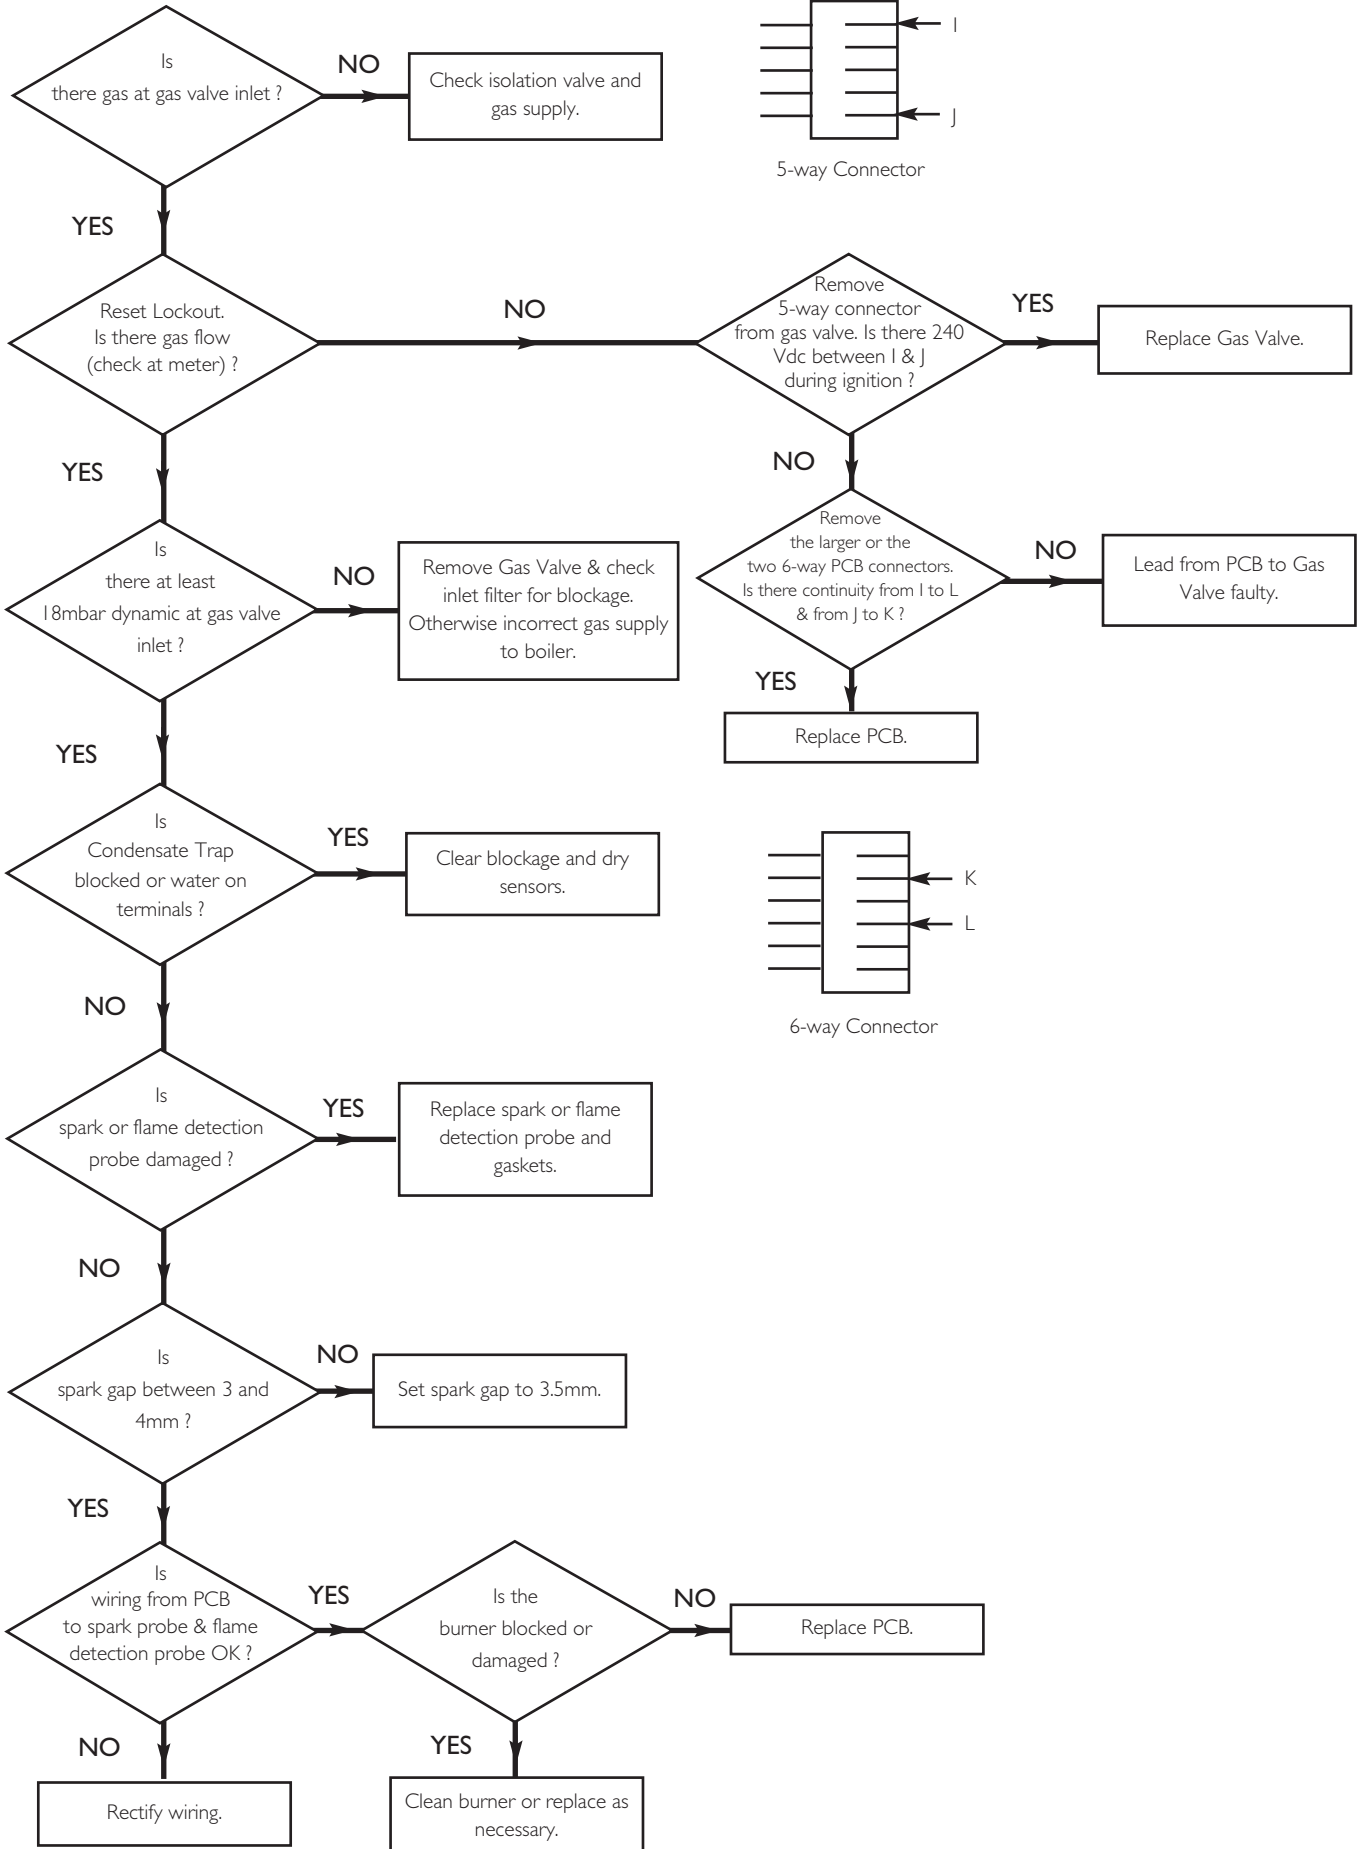 Is
there gas at gas valve inlet ?
NO
Check isolation valve and
gas supply.
I
J
5-way Connector
YES
Reset Lockout.
Is there gas flow
(check at meter) ?
NO
Remove
5-way connector
from gas valve. Is there 240
Vdc between I & J
during ignition ?
YES
Replace Gas Valve.
YES
NO
Is
there at least
18mbar dynamic at gas valve
inlet ?
NO
Remove Gas Valve & check
inlet filter for blockage.
Otherwise incorrect gas supply
to boiler.
Remove
the larger or the
two 6-way PCB connectors.
Is there continuity from I to L
& from J to K ?
NO
Lead from PCB to Gas
Valve faulty.
YES
Replace PCB.
YES
Is
Condensate Trap
blocked or water on
terminals ?
YES
Clear blockage and dry
sensors.
K
L
6-way Connector
NO
Is
spark or flame detection
probe damaged ?
YES
Replace spark or flame
detection probe and
gaskets.
NO
Is
spark gap between 3 and
4mm ?
NO
Set spark gap to 3.5mm.
YES
Is
wiring from PCB
to spark probe & flame
detection probe OK ?
YES
Is the
burner blocked or
damaged ?
NO
Replace PCB.
NO
Rectify wiring.
YES
Clean burner or replace as
necessary.